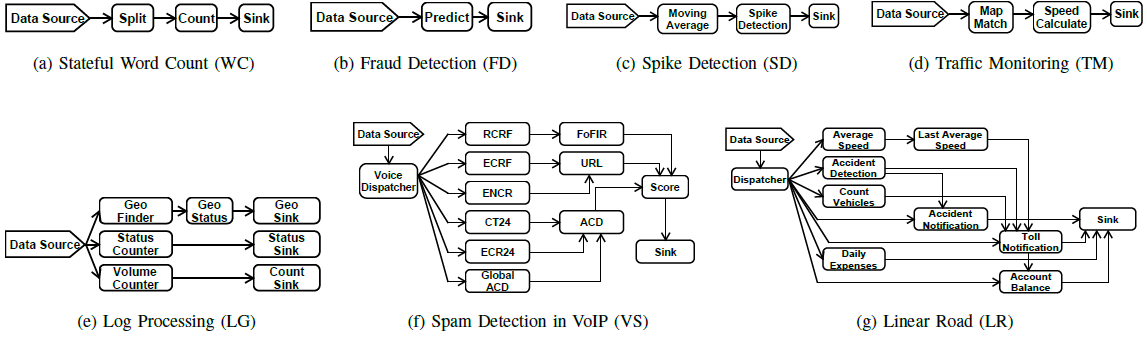 Data Source
Split
Count
Sink
(a) Stateful Word Count (WC)
Data Source
Predict
Sink
(b) Fraud Detection (FD)
Data Source
Moving
Average
Spike
Detection
Sink
(c) Spike Detection (SD)
Data Source
Map
Match
Speed
Calculate
Sink
(d) Traffic Monitoring (TM)
Data Source
Geo
Finder
Geo
Status
Geo
Sink
Status
Counter
Status
Sink
Volume
Counter
Count
Sink
(e) Log Processing (LG)
Data Source
Voice
Dispatcher
RCRF
FoFIR
ECRF
URL
ENCR
Score
CT24
ACD
ECR24
Sink
Global
ACD
(f) Spam Detection in VoIP (VS)
Data Source
Dispatcher
Average
Speed
Last Average
Speed
Accident
Detection
Count
Vehicles
Accident
Notification
Sink
Toll
Notification
Daily
Expenses
Account
Balance
(g) Linear Road (LR)